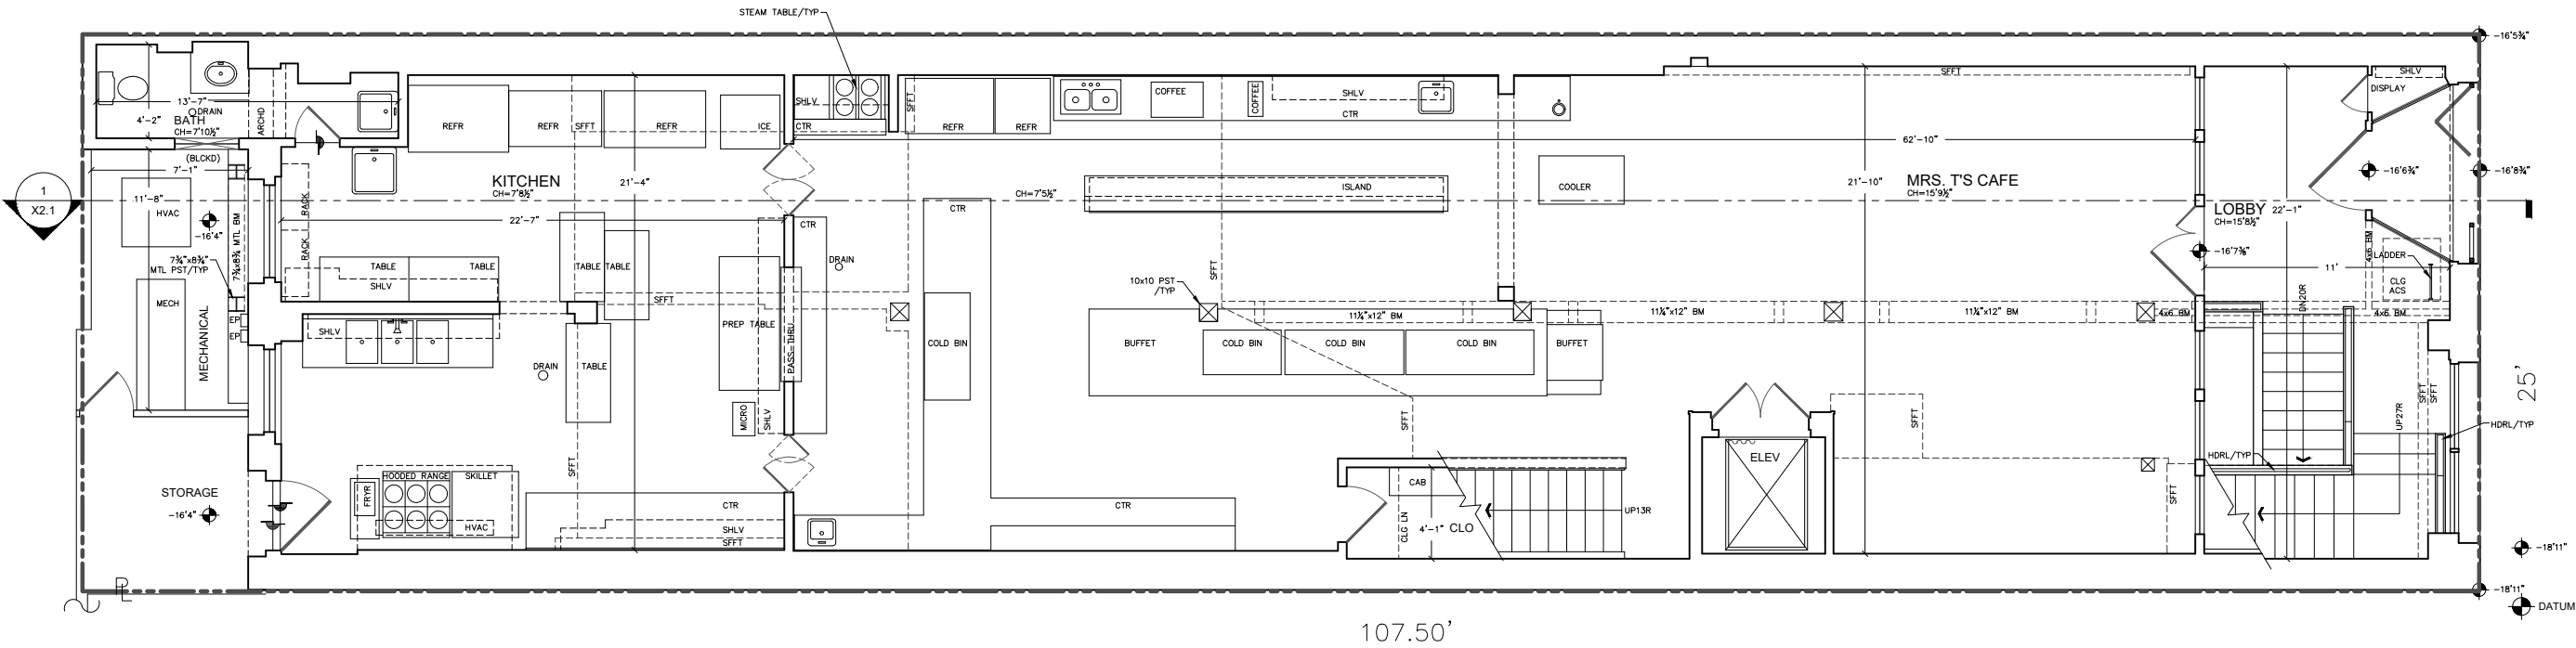 STEAM TABLE/TYP
-16'5¾"
13'-7"
DRAIN
4'-2"
BATH
CH=7'10½"
ARCHD
REFR
REFR
SFFT
REFR
ICE
SHLV
CTR
SFFT
REFR
REFR
COFFEE
COFFEE
SHLV
CTR
SFFT
SHLV
DISPLAY
62'-10"
(BLCKD)
7'-1"
11'-8"
HVAC
-16'4"
7¾x8¾ MTL BM
7¾"x8¾"
MTL PST/TYP
RACK
RACK
KITCHEN
CH=7'8½"
21'-4"
22'-7"
CTR
CH=7'5½"
CTR
ISLAND
COOLER
21'-10"
MRS. T'S CAFE
CH=15'9½"
LOBBY
CH=15'8½"
22'-1"
-16'6¾"
-16'8¾"
-16'7⅞"
4x6 BM
11'
LADDER
CLG
ACS
DN20R
1
X2.1
TABLE
TABLE
SHLV
TABLE
TABLE
DRAIN
SFFT
SFFT
10x10 PST
/TYP
MECH
MECHANICAL
EP
EP
SHLV
PREP TABLE
PASS-THRU
COLD BIN
11¼"x12" BM
11¼"x12" BM
11¼"x12" BM
4x6 BM
4x6 BM
BUFFET
COLD BIN
COLD BIN
COLD BIN
BUFFET
DRAIN
TABLE
MICRO
SHLV
SFFT
SFFT
SFFT
SFFT
UP27R
25'
HDRL/TYP
HDRL/TYP
ELEV
STORAGE
-16'4"
SFFT
FRYR
HOODED RANGE
SKILLET
HVAC
CTR
SHLV
SFFT
CTR
CLG LN
CAB
4'-1"
CLO
UP13R
SFFT
-18'11"
PL
-18'11"
DATUM
107.50'